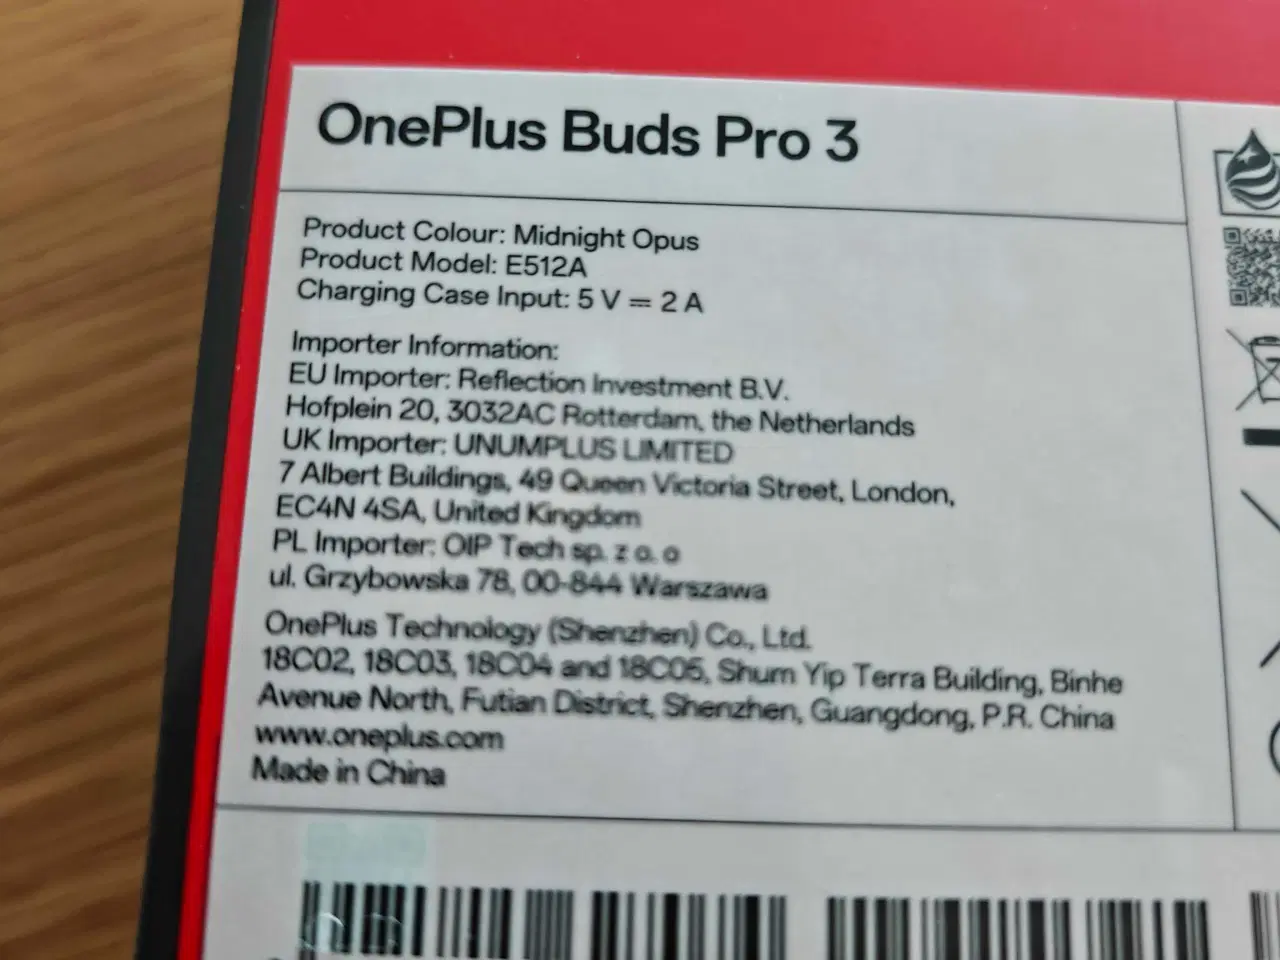 OnePlus Buds Pro 3
Product Colour: Midnight Opus
Product Model: E512A
Charging Case Input: 5 V ⎓ 2 A
Importer Information:
EU Importer: Reflection Investment B.V.
Hofplein 20, 3032AC Rotterdam, the Netherlands
UK Importer: UNUMPLUS LIMITED
7 Albert Buildings, 49 Queen Victoria Street, London,
EC4N 4SA, United Kingdom
PL Importer: OIP Tech sp. z o. o
ul. Grzybowska 78, 00-844 Warszawa
OnePlus Technology (Shenzhen) Co., Ltd.
18C02, 18C03, 18C04 and 18C05, Shum Yip Terra Building, Binhe
Avenue North, Futian District, Shenzhen, Guangdong, P.R. China
www.oneplus.com
Made in China